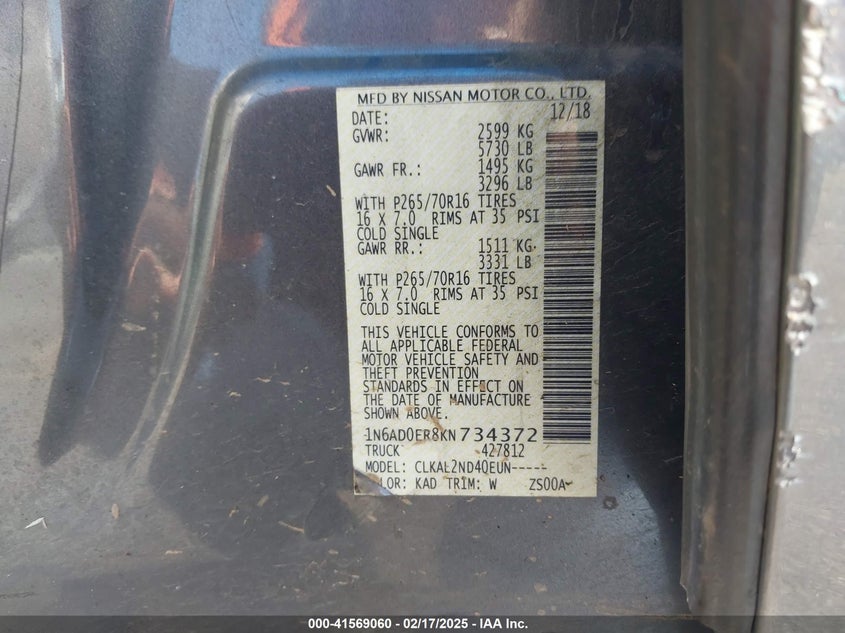 MFD BY NISSAN MOTOR CO., LTD.
DATE: 12/18
GVWR: 2599 KG
5730 LB
GAWR FR.: 1495 KG
3296 LB
WITH P265/70R16 TIRES
16 X 7.0 RIMS AT 35 PSI
COLD SINGLE
GAWR RR.: 1511 KG
3331 LB
WITH P265/70R16 TIRES
16 X 7.0 RIMS AT 35 PSI
COLD SINGLE
THIS VEHICLE CONFORMS TO
ALL APPLICABLE FEDERAL
MOTOR VEHICLE SAFETY AND
THEFT PREVENTION
STANDARDS IN EFFECT ON
THE DATE OF MANUFACTURE
SHOWN ABOVE.
1N6AD0ER8KN734372
TRUCK 427812
MODEL: CLKAL2ND4QEUN-----
LOR: KAD TRIM: W ZS00A
000-41569060 - 02/17/2025 - IAA Inc.